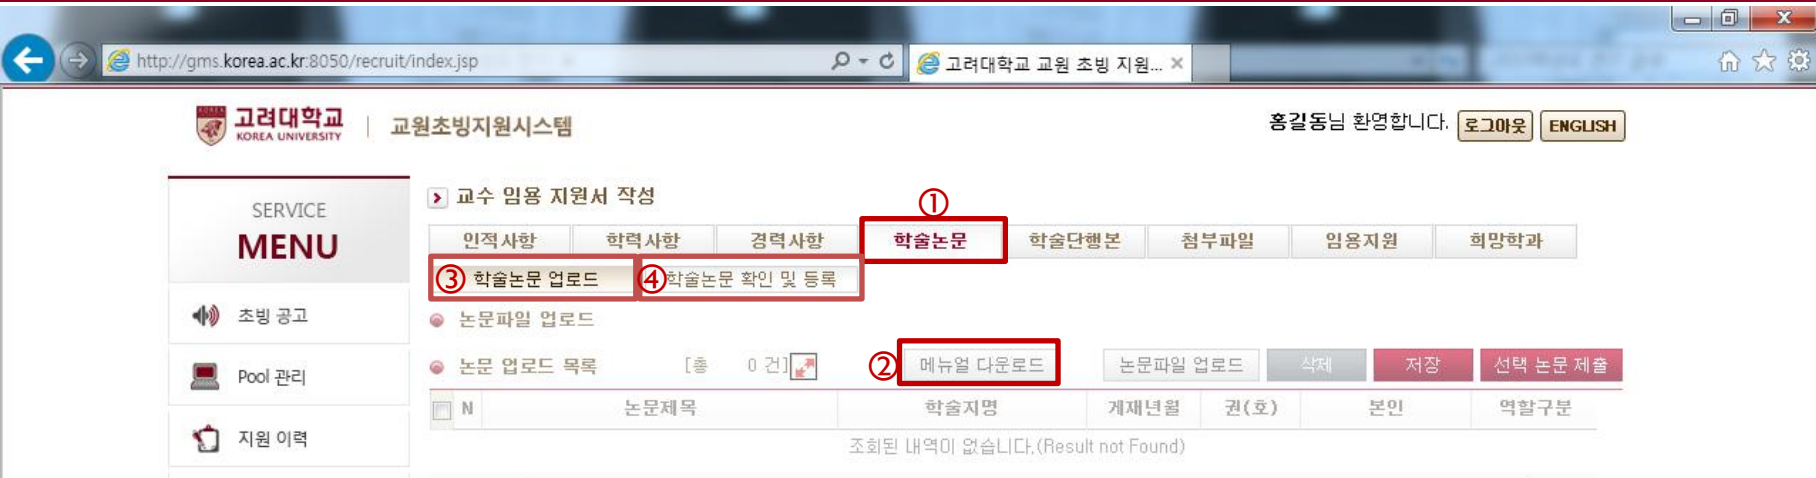 http://gms.korea.ac.kr:8050/recruit/index.jsp
고려대학교 교원 초빙 지원...
고려대학교
KOREA UNIVERSITY
교원초빙지원시스템
홍길동님 환영합니다. 로그아웃 ENGLISH
SERVICE
MENU
초빙 공고
Pool 관리
지원 이력
교수 임용 지원서 작성
①
인적사항 학력사항 경력사항 학술논문 학술단행본 첨부파일 임용지원 희망학과
③ 학술논문 업로드 ④ 학술논문 확인 및 등록
논문파일 업로드
논문 업로드 목록 [총 0 건] ② 메뉴얼 다운로드 논문파일 업로드 삭제 저장 선택 논문 제출
N 논문제목 학술지명 게재년월 권(호) 본인 역할구분
조회된 내역이 없습니다.(Result not Found)